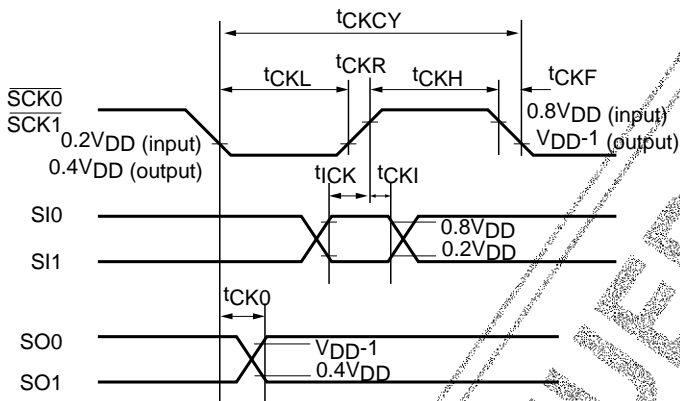 tCKCY
tCKR
tCKL
tCKH
tCKF
SCK0
SCK1
0.8VDD (input)
0.2VDD (input)
VDD-1 (output)
0.4VDD (output)
tICK
tCKI
SI0
0.8VDD
0.2VDD
SI1
tCK0
SO0
VDD-1
0.4VDD
SO1